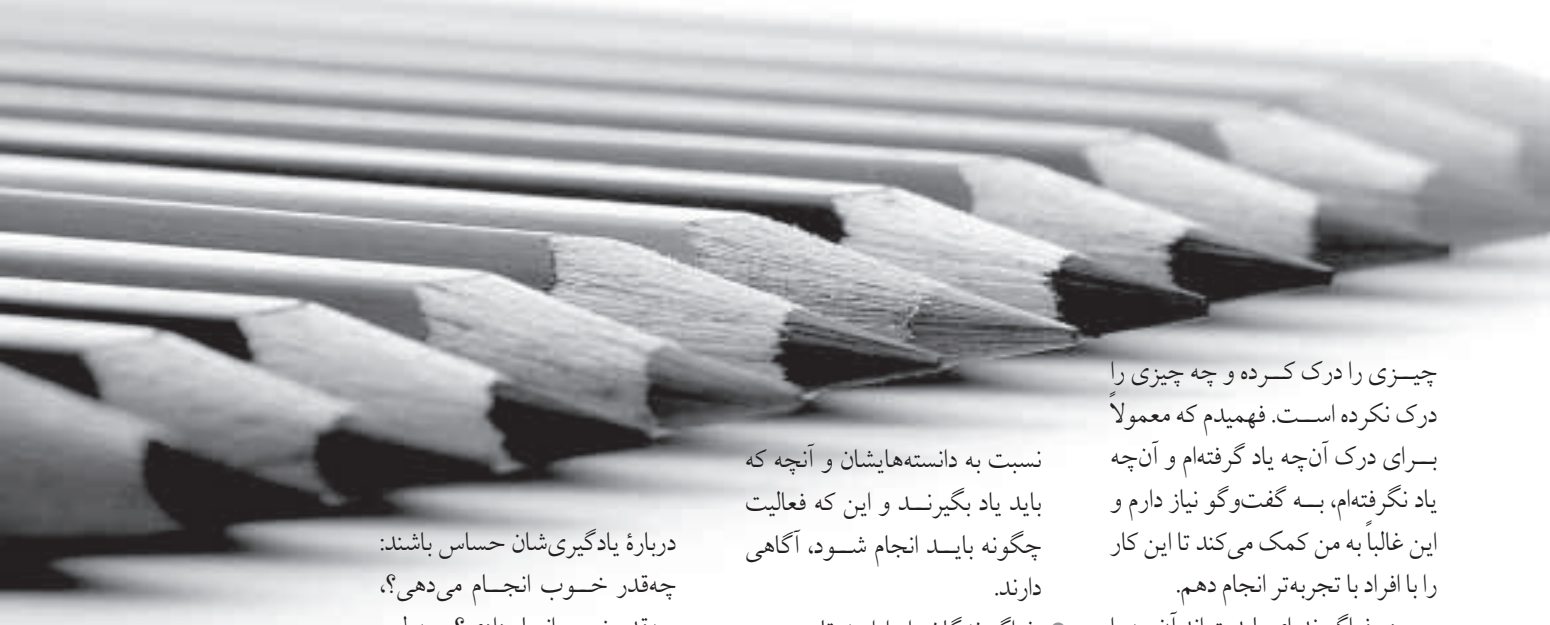 چیزی را درک کرده و چه چیزی را
درک نکرده است. فهمیدم که معمولاً
برای درک آن‌چه یاد گرفته‌ام و آن‌چه
یاد نگرفته‌ام، به گفت‌وگو نیاز دارم و
این غالباً به من کمک می‌کند تا این کار
را با افراد با تجربه‌تر انجام دهم.
نسبت به دانسته‌هایشان و آنچه که
باید یاد بگیرند و این که فعالیت
چگونه باید انجام شود، آگاهی
دارند.
دربارهٔ یادگیری‌شان حساس باشند:
چه‌قدر خوب انجام می‌دهی؟،